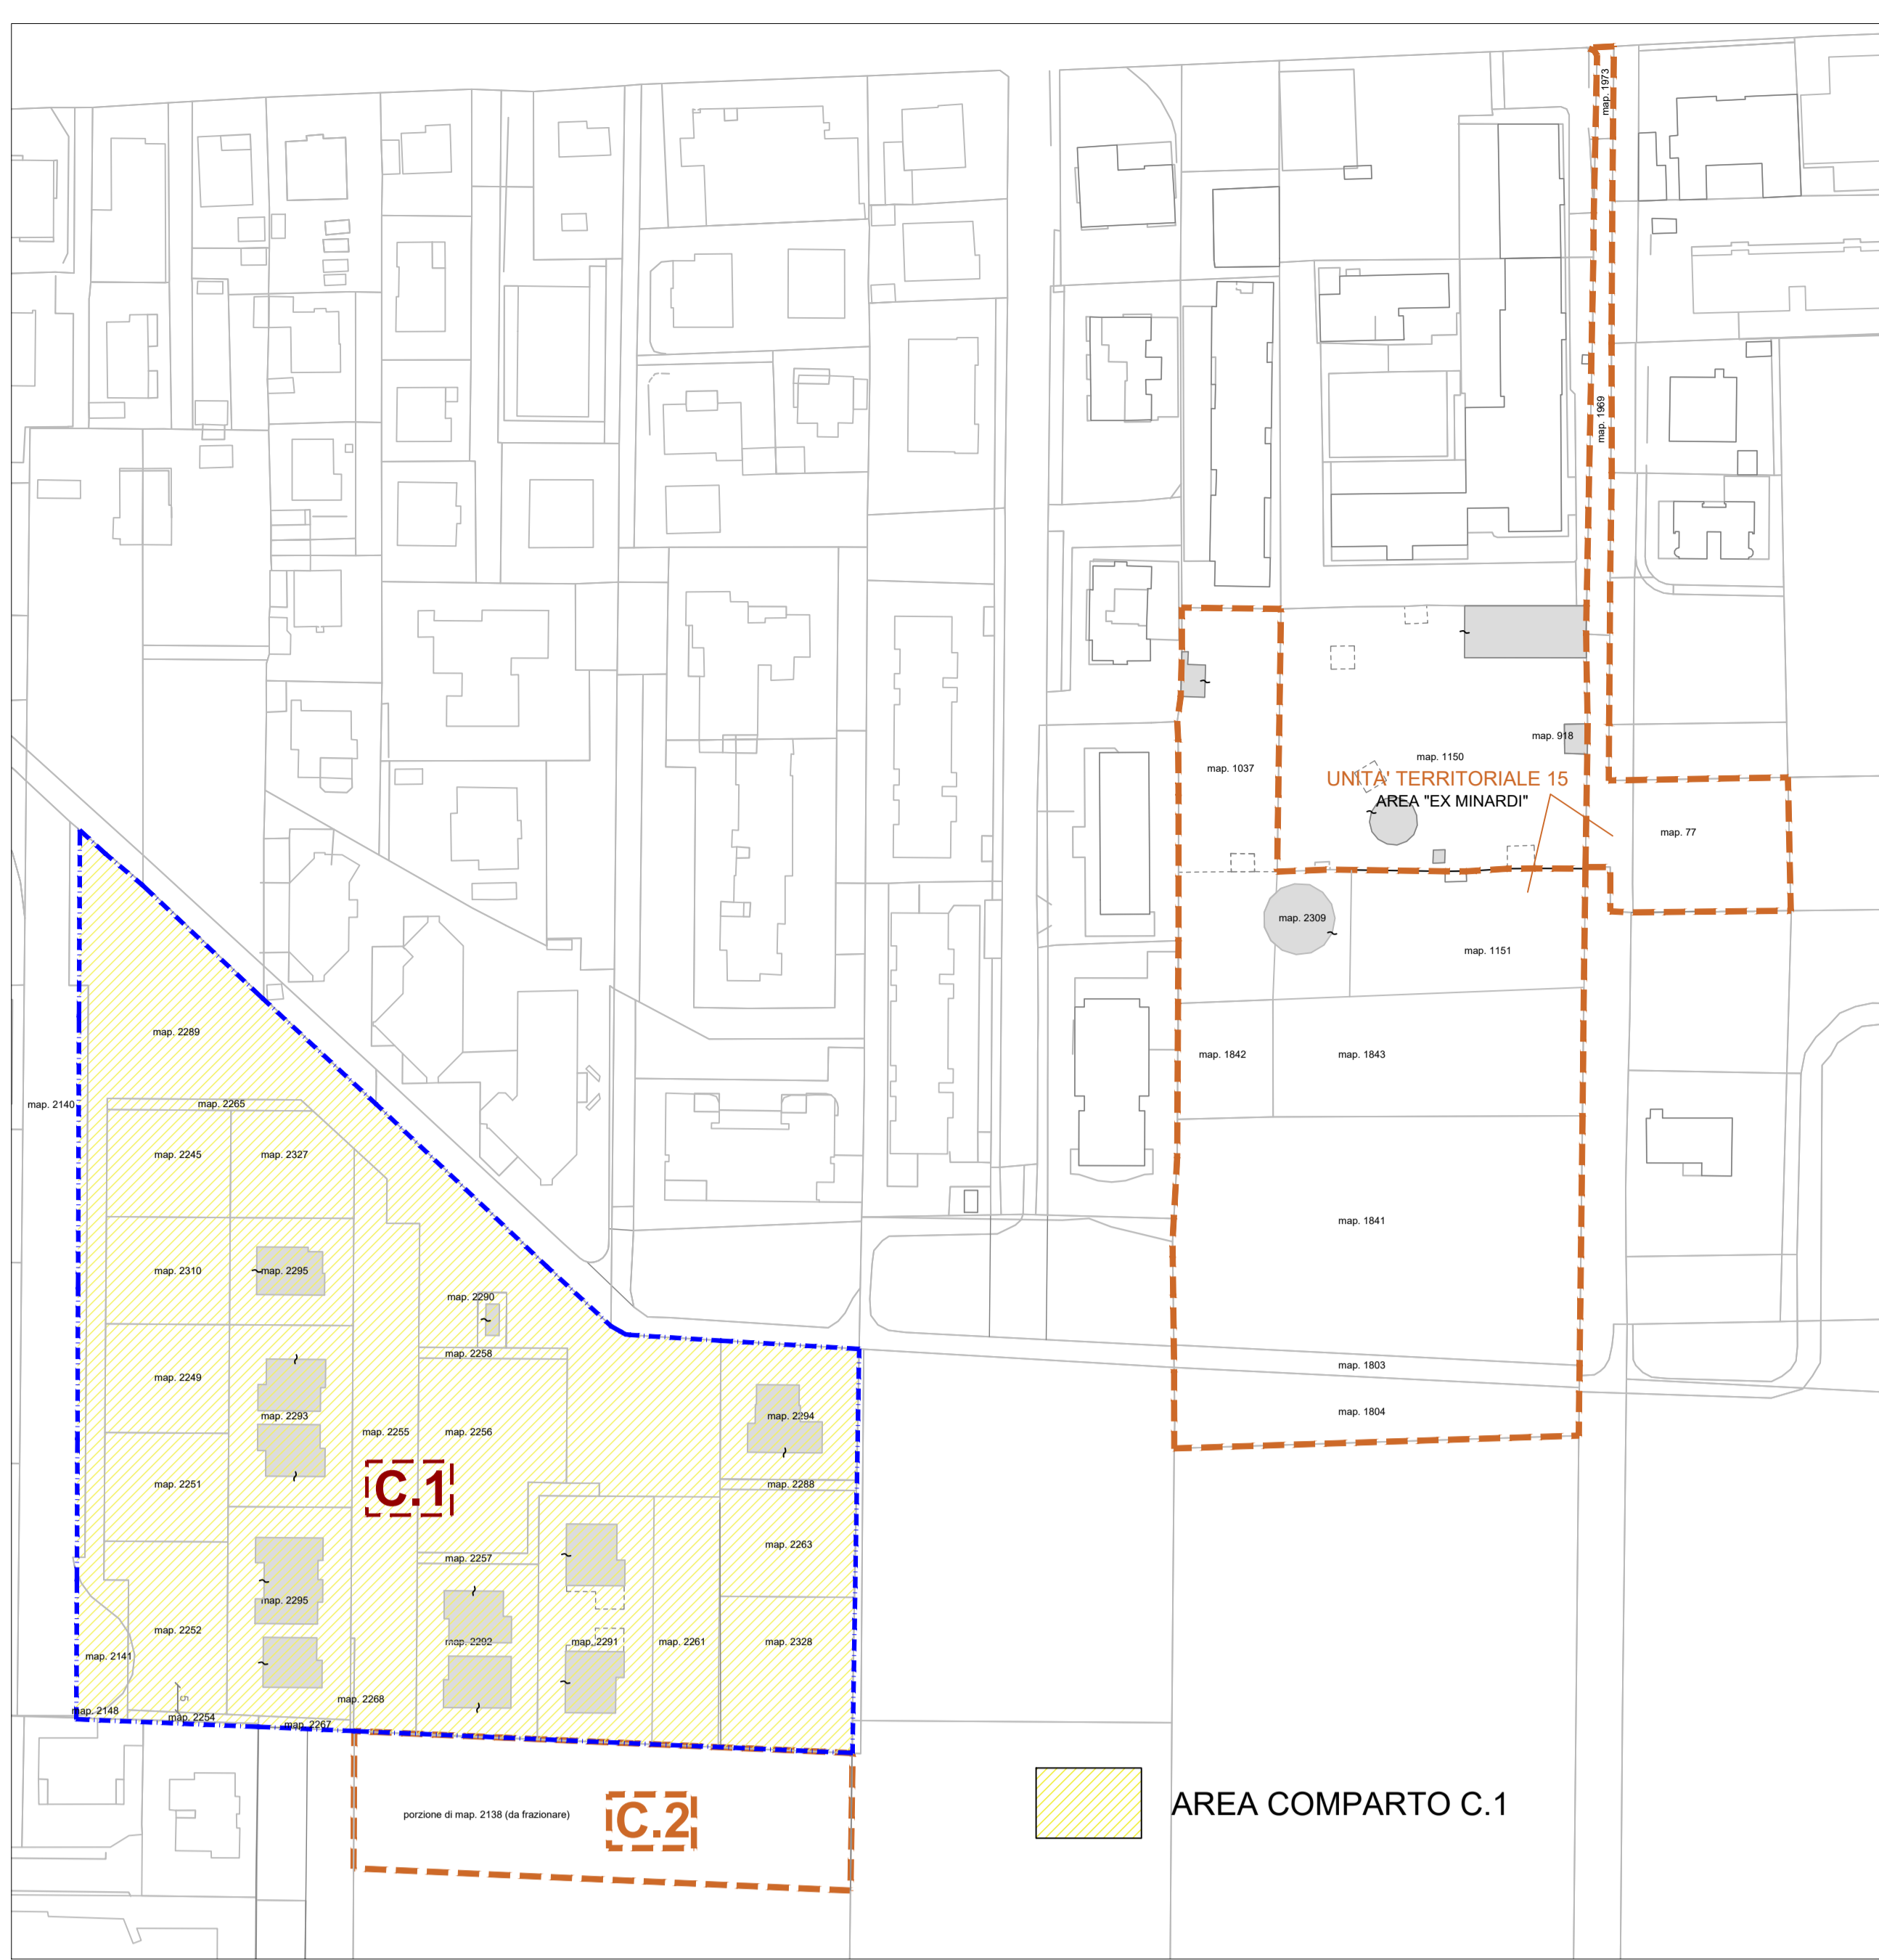 map. 1973
map. 1969
map. 918
map. 1150
map. 1037
UNITA' TERRITORIALE 15
AREA "EX MINARDI"
map. 77
map. 2309
map. 1151
map. 1842
map. 1843
map. 1841
map. 1803
map. 1804
map. 2289
map. 2140
map. 2265
map. 2245
map. 2327
map. 2310
map. 2295
map. 2290
map. 2258
map. 2249
map. 2293
map. 2255
map. 2256
map. 2294
map. 2251
C.1
map. 2288
map. 2263
map. 2257
map. 2295
map. 2252
map. 2292
map. 2291
map. 2261
map. 2328
map. 2141
5
map. 2268
map. 2148
map. 2254
map. 2267
porzione di map. 2138 (da frazionare)
C.2
AREA COMPARTO C.1